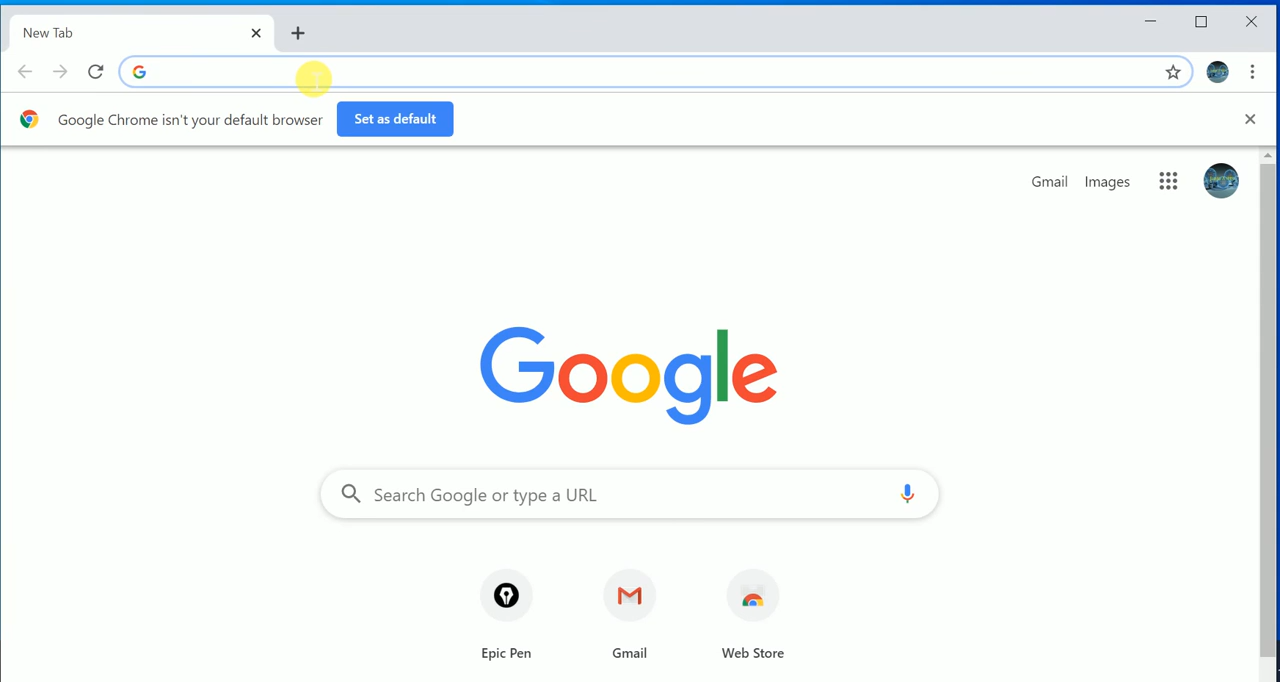 New Tab
Google Chrome isn't your default browser
Set as default
Gmail Images
Google
Search Google or type a URL
Epic Pen Gmail Web Store